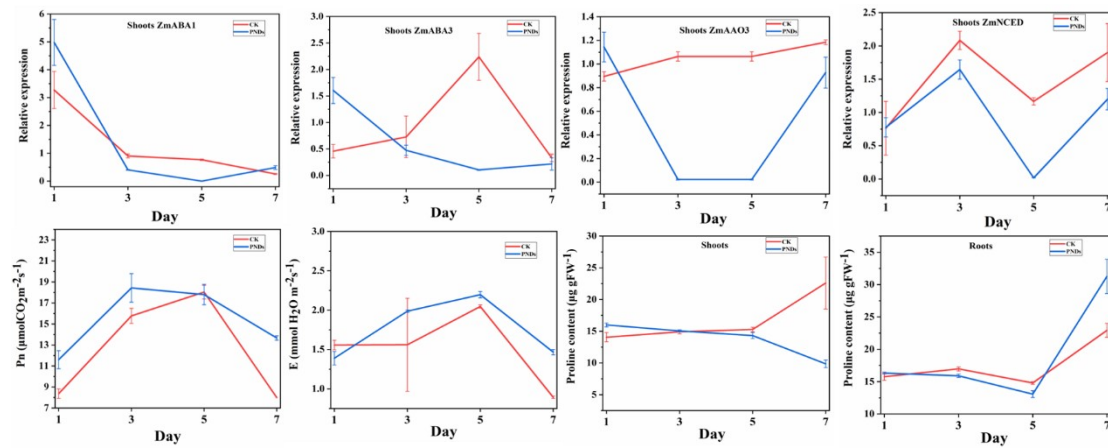 Shoots ZmABA1
CK
PNDs
Relative expression
6
5
4
3
2
1
0
1
3
5
7
Day
Shoots ZmABA3
CK
PNDs
Relative expression
3.0
2.5
2.0
1.5
1.0
0.5
0.0
1
3
5
7
Day
Shoots ZmAAO3
CK
PNDs
Relative expression
1.4
1.2
1.0
0.8
0.6
0.4
0.2
0.0
1
3
5
7
Day
Shoots ZmNCED
CK
PNDs
Relative expression
2.5
2.0
1.5
1.0
0.5
0.0
1
3
5
7
Day
CK
PNDs
Pn (μmolCO2m-2s-1)
23
21
19
17
15
13
11
9
7
1
3
5
7
Day
CK
PNDs
E (mmol H2O m-2s-1)
3.0
2.5
2.0
1.5
1.0
1
3
5
7
Day
Shoots
CK
PNDs
Proline content (μg gFW-1)
30
25
20
15
10
5
1
3
5
7
Day
Roots
CK
PNDs
Proline content (μg gFW-1)
35
30
25
20
15
10
1
3
5
7
Day